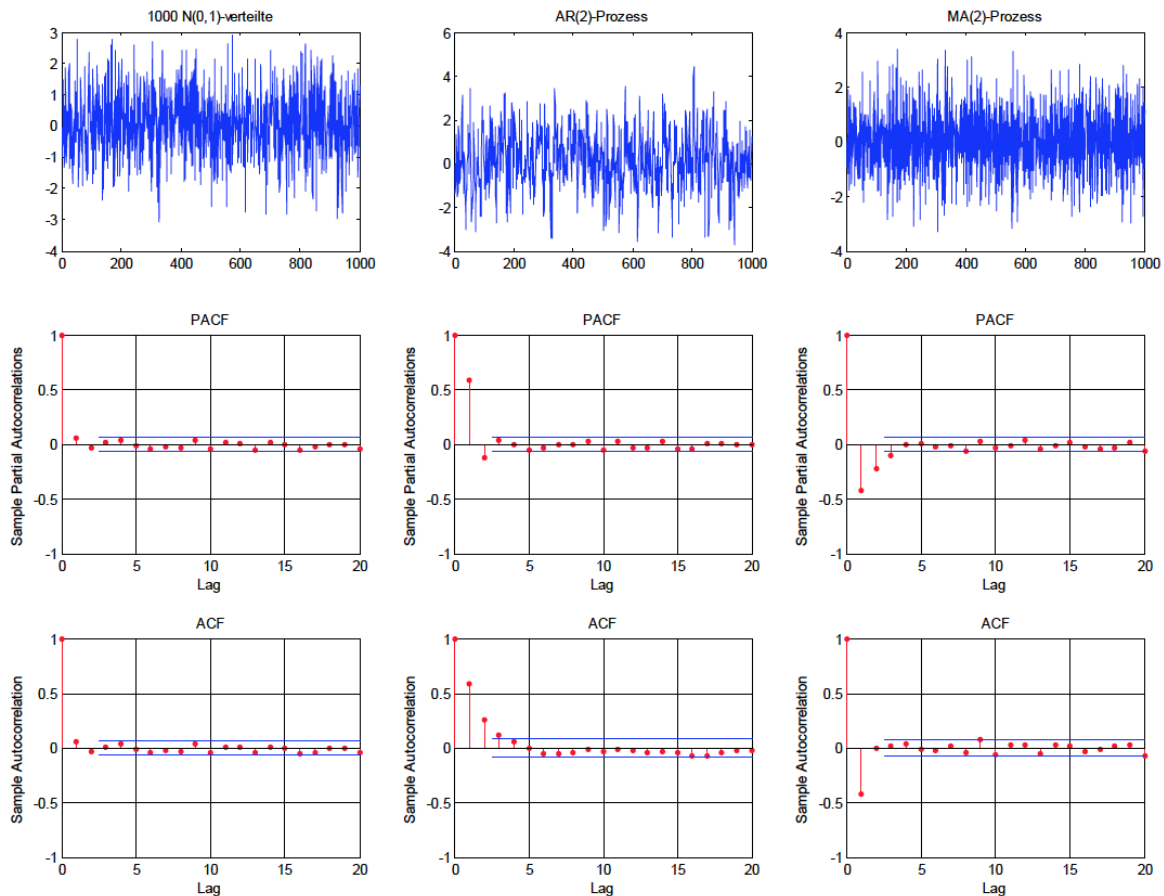 1000 N(0,1)-verteilte
3
2
1
0
-1
-2
-3
-4
0 200 400 600 800 1000
AR(2)-Prozess
6
4
2
0
-2
-4
0 200 400 600 800 1000
MA(2)-Prozess
4
2
0
-2
-4
0 200 400 600 800 1000
PACF
Sample Partial Autocorrelations
1
0.5
0
-0.5
-1
0 5 10 15 20
Lag
PACF
Sample Partial Autocorrelations
1
0.5
0
-0.5
-1
0 5 10 15 20
Lag
PACF
Sample Partial Autocorrelations
1
0.5
0
-0.5
-1
0 5 10 15 20
Lag
ACF
Sample Autocorrelation
1
0.5
0
-0.5
-1
0 5 10 15 20
Lag
ACF
Sample Autocorrelation
1
0.5
0
-0.5
-1
0 5 10 15 20
Lag
ACF
Sample Autocorrelation
1
0.5
0
-0.5
-1
0 5 10 15 20
Lag